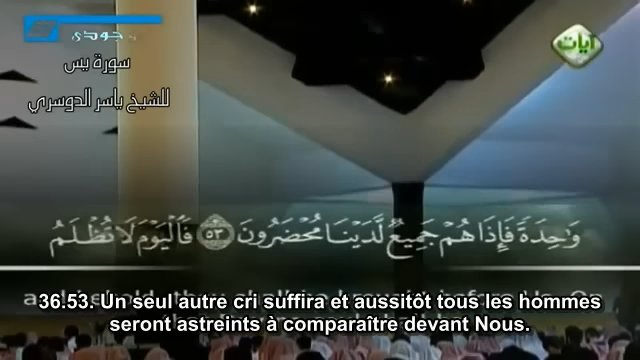 جودى
آيات
سورة يس
للشيخ ياسر الدوسري
وَٰحِدَةً فَإِذَا هُمْ جَمِيعٌ لَّدَيْنَا مُحْضَرُونَ ٥٣ فَٱلْيَوْمَ لَا تُظْلَمُ
36.53. Un seul autre cri suffira et aussitôt tous les hommes
seront astreints à comparaître devant Nous.